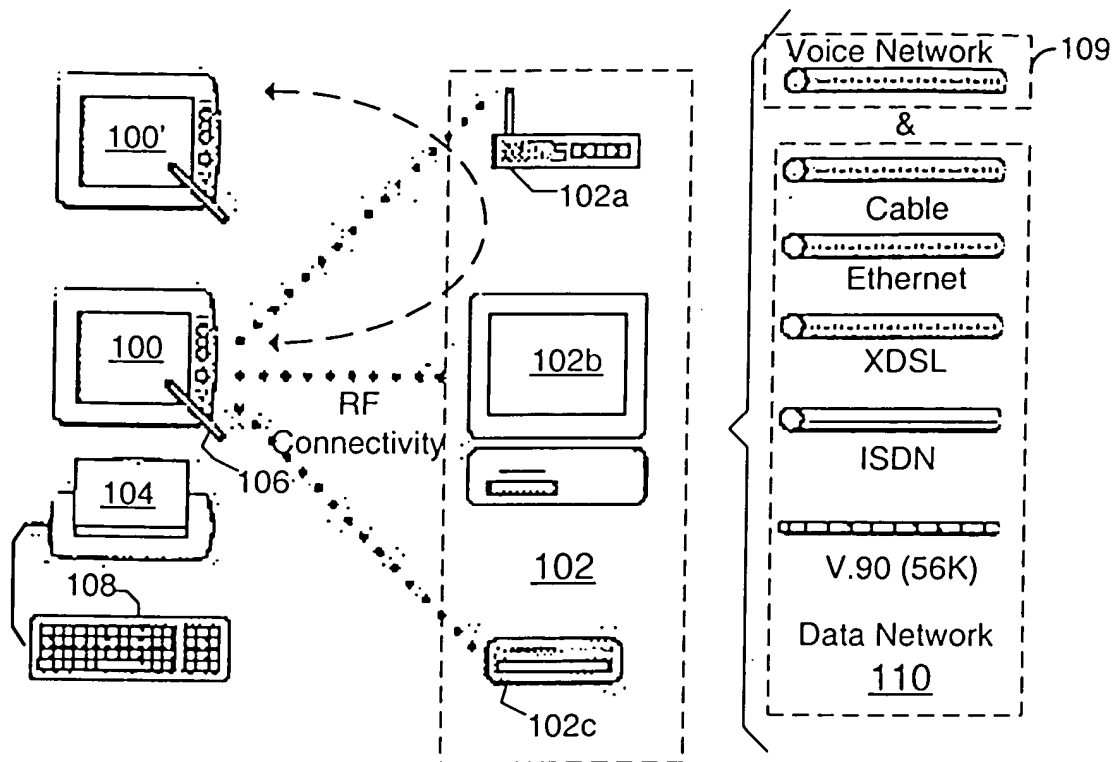 Voice Network
109
100'
&
102a
Cable
Ethernet
100
102b
XDSL
RF
Connectivity
106
ISDN
104
102
V.90 (56K)
108
Data Network
110
102c